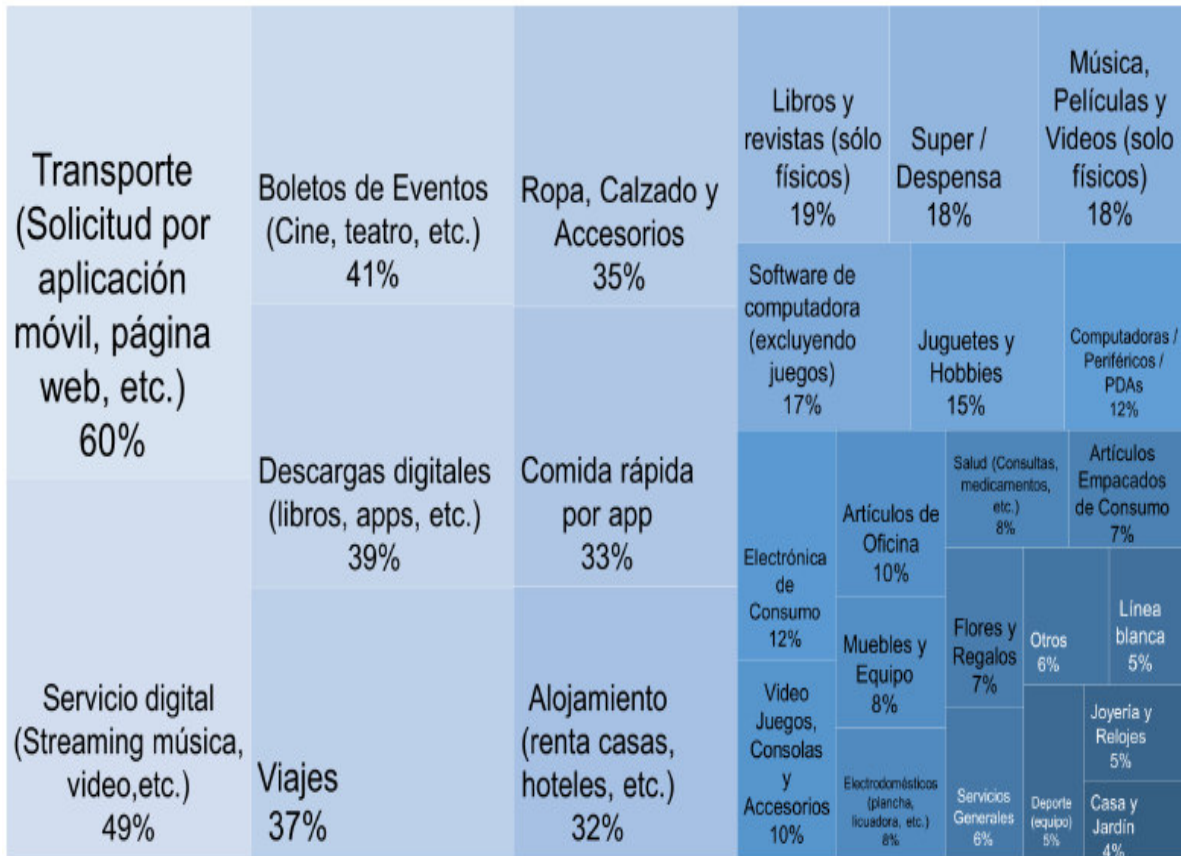 Transporte
(Solicitud por
aplicación
móvil, página
web, etc.)
60%
Servicio digital
(Streaming música,
video,etc.)
49%
Boletos de Eventos
(Cine, teatro, etc.)
41%
Descargas digitales
(libros, apps, etc.)
39%
Viajes
37%
Ropa, Calzado y
Accesorios
35%
Comida rápida
por app
33%
Alojamiento
(renta casas,
hoteles, etc.)
32%
Libros y
revistas (sólo
físicos)
19%
Super /
Despensa
18%
Música,
Películas y
Videos (solo
físicos)
18%
Software de
computadora
(excluyendo
juegos)
17%
Juguetes y
Hobbies
15%
Computadoras /
Periféricos /
PDAs
12%
Electrónica
de
Consumo
12%
Video
Juegos,
Consolas
y
Accesorios
10%
Artículos de
Oficina
10%
Muebles y
Equipo
8%
Electrodomésticos
(plancha,
licuadora, etc.)
8%
Salud (Consultas,
medicamentos,
etc.)
8%
Artículos
Empacados
de Consumo
7%
Flores y
Regalos
7%
Servicios
Generales
6%
Otros
6%
Línea
blanca
5%
Deporte
(equipo)
5%
Joyería y
Relojes
5%
Casa y
Jardín
4%